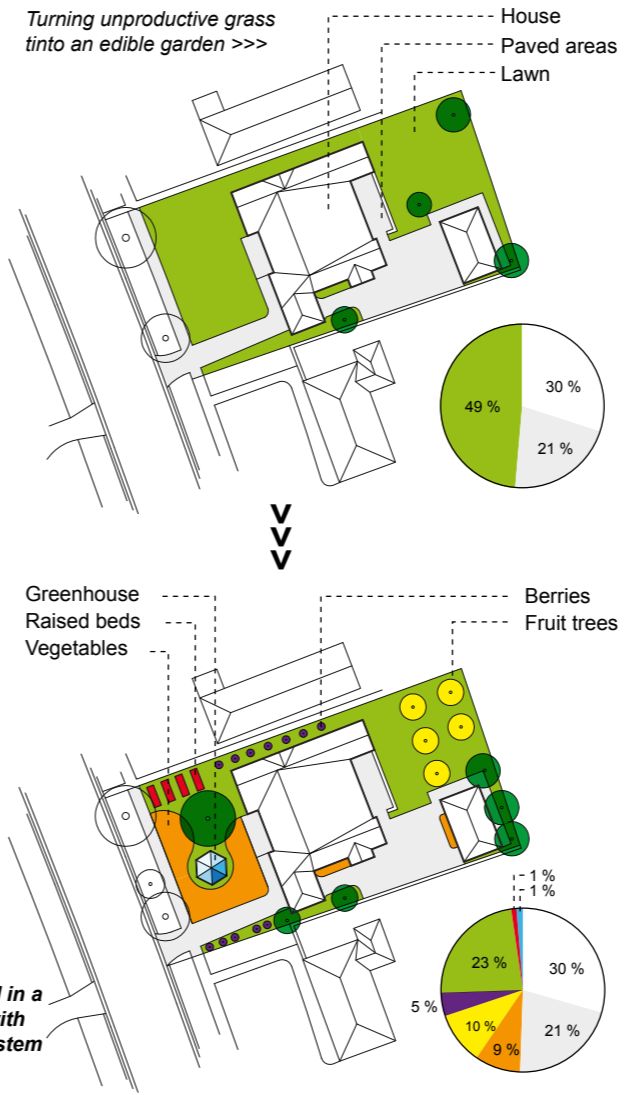 Turning unproductive grass
tinto an edible garden >>>
House
Paved areas
Lawn
49 %
30 %
21 %
>
>
>
Greenhouse
Raised beds
Vegetables
Berries
Fruit trees
1 %
1 %
23 %
30 %
5 %
10 %
9 %
21 %
in a
stem